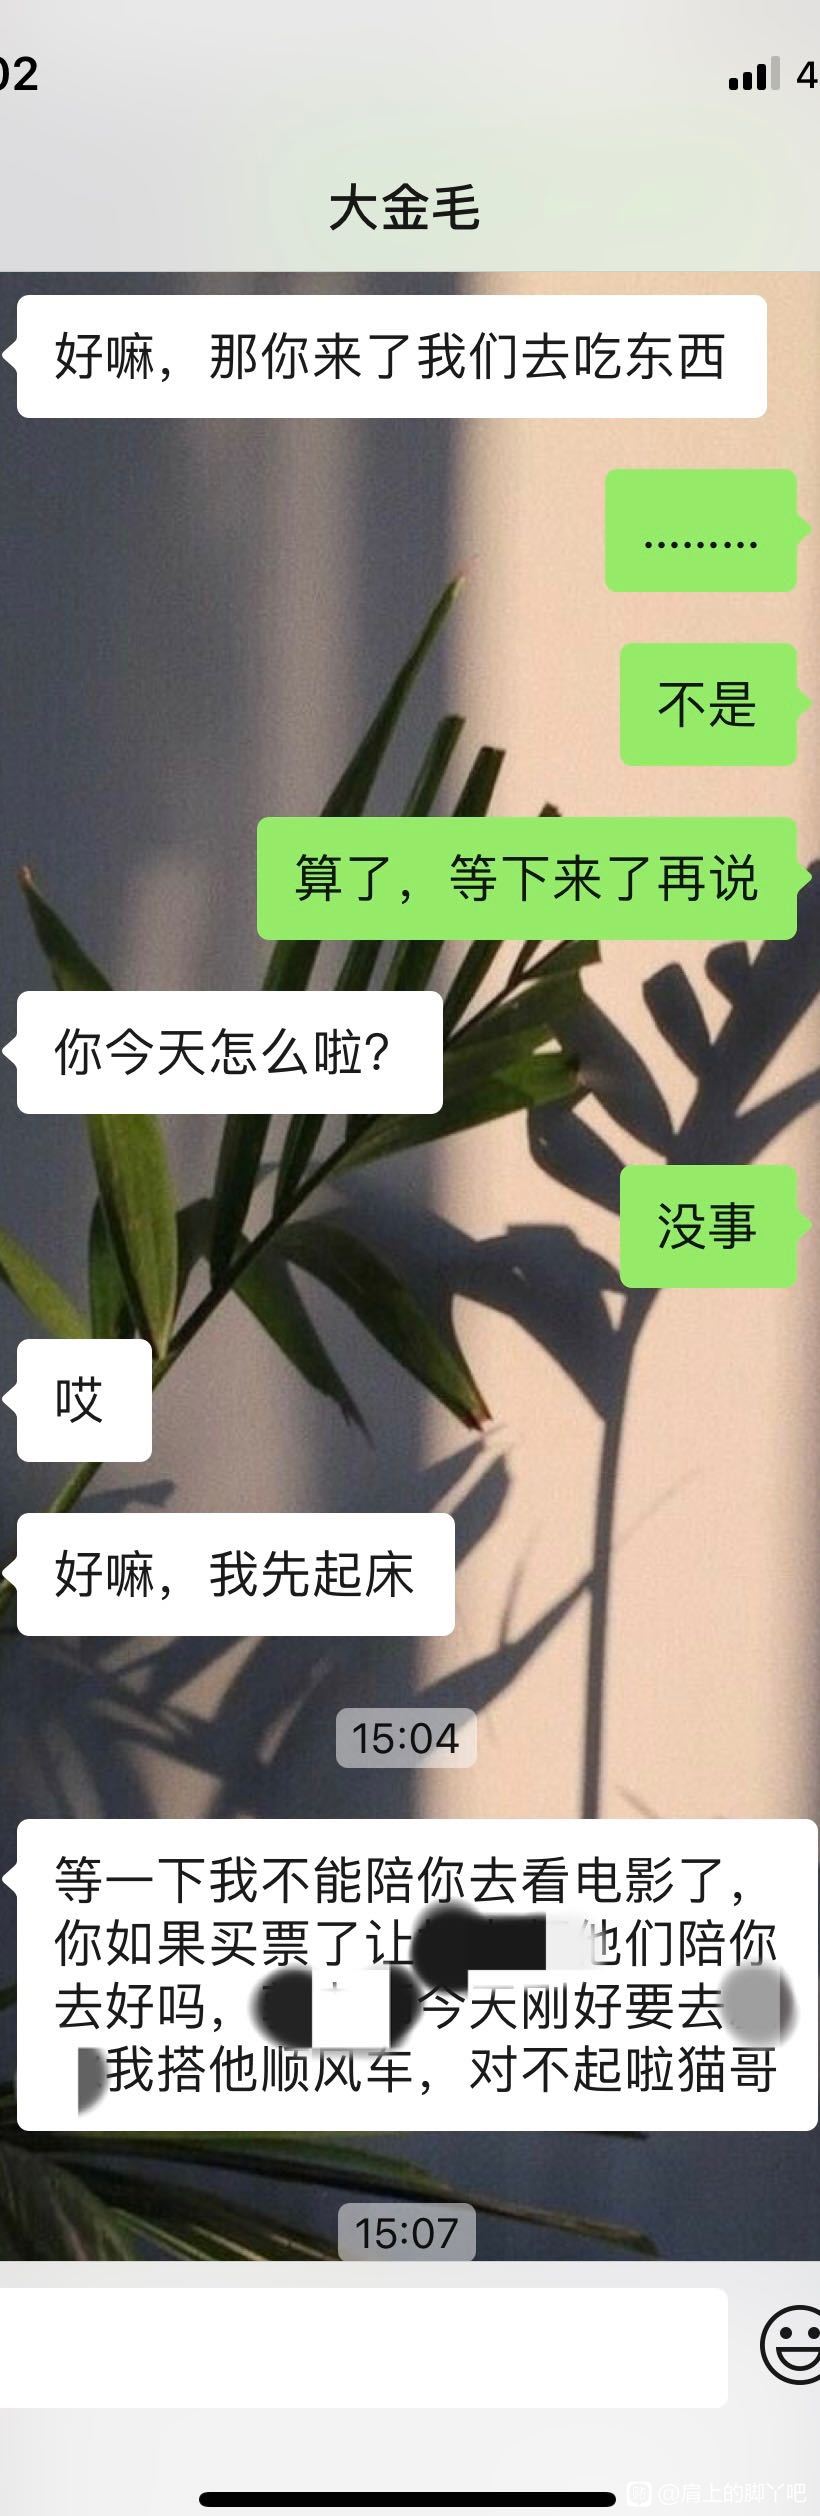 02
4
大金毛
好嘛，那你来了我们去吃东西
………
不是
算了，等下来了再说
你今天怎么啦？
没事
哎
好嘛，我先起床
15:04
等一下我不能陪你去看电影了，
你如果买票了让他们陪你
去好吗，今天刚好要去
我搭他顺风车，对不起啦猫哥
15:07
@肩上的脚丫吧